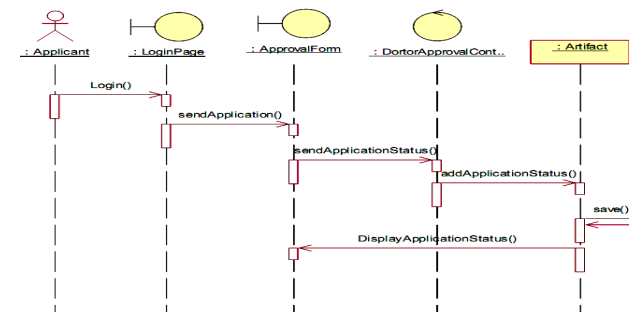 : Applicant
: LoginPage
: ApprovalForm
: DortorApprovalCont..
: Artifact
Login()
sendApplication()
sendApplicationStatus()
addApplicationStatus()
save()
DisplayApplicationStatus()